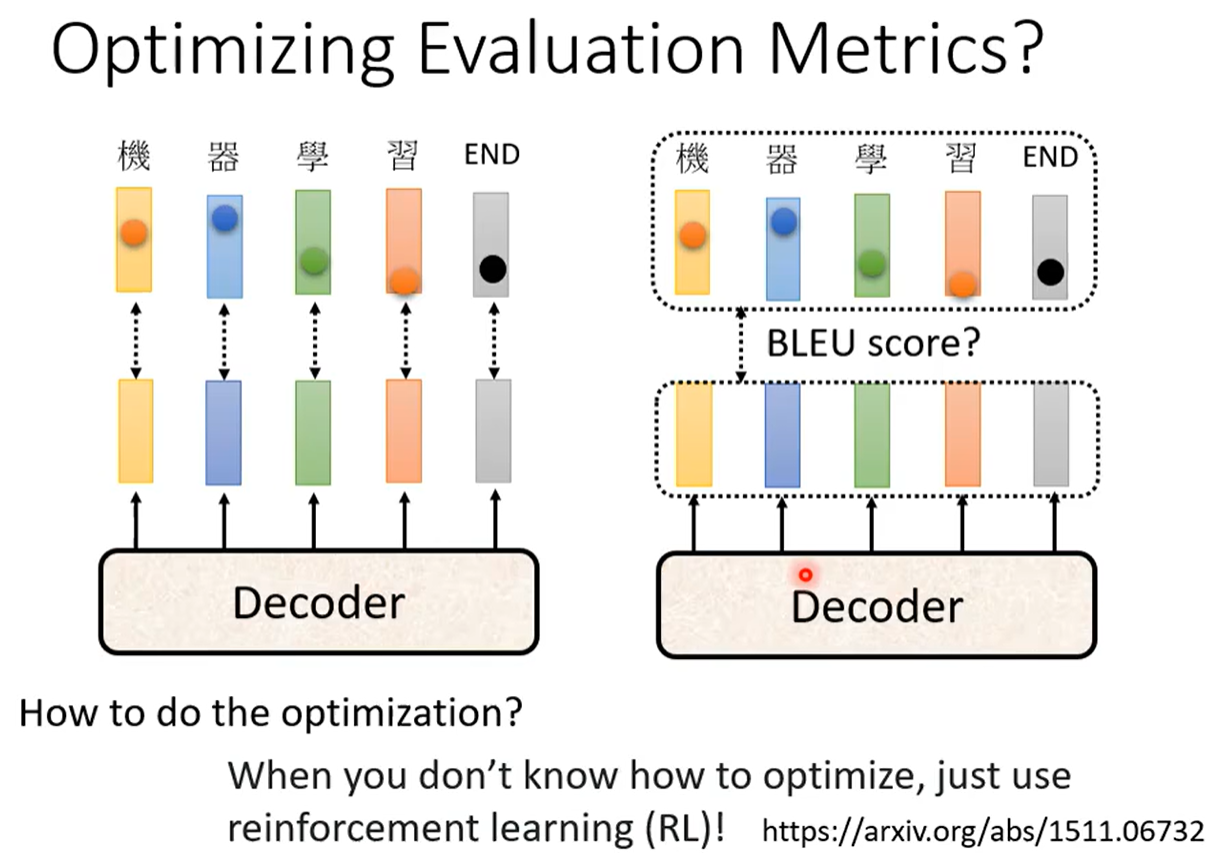 Optimizing Evaluation Metrics?
機 器 學 習 END
機 器 學 習 END
BLEU score?
Decoder
Decoder
How to do the optimization?
When you don’t know how to optimize, just use
reinforcement learning (RL)! https://arxiv.org/abs/1511.06732